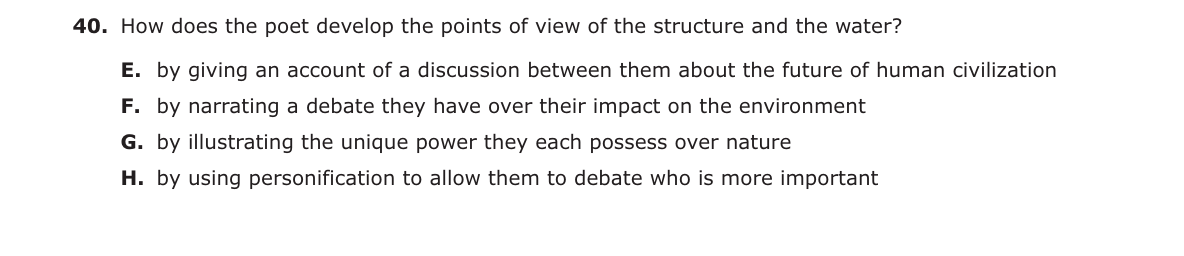 40. How does the poet develop the points of view of the structure and the water?
E. by giving an account of a discussion between them about the future of human civilization
F. by narrating a debate they have over their impact on the environment
G. by illustrating the unique power they each possess over nature
H. by using personification to allow them to debate who is more important